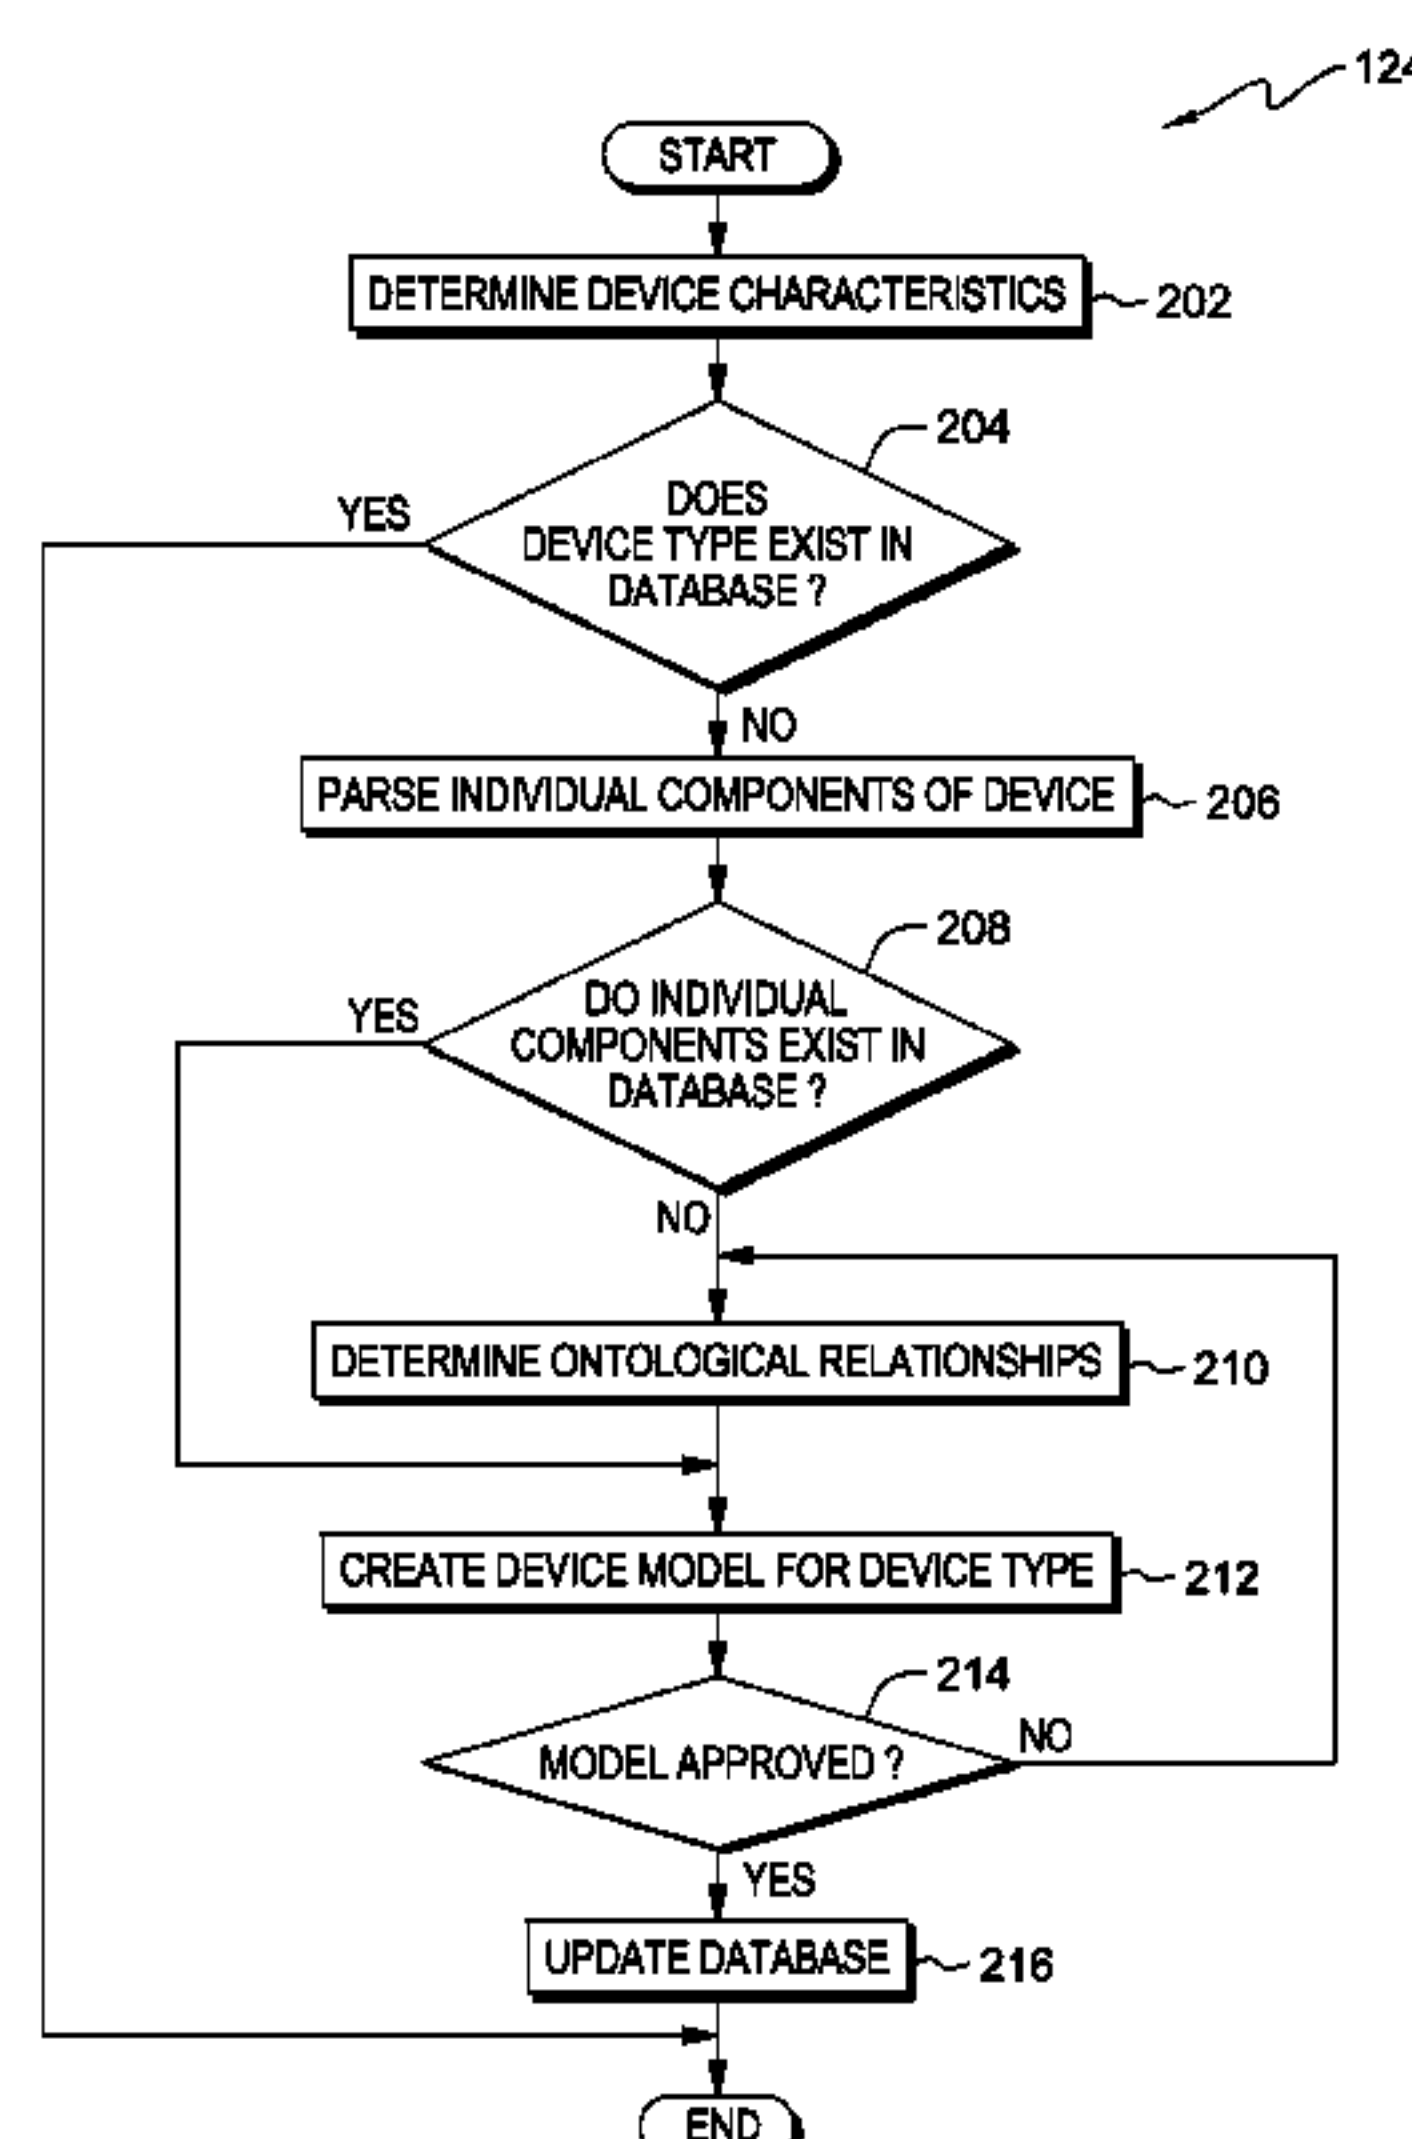 124
START
DETERMINE DEVICE CHARACTERISTICS
202
204
DOES
DEVICE TYPE EXIST IN
DATABASE ?
YES
NO
PARSE INDIVIDUAL COMPONENTS OF DEVICE
206
208
DO INDIVIDUAL
COMPONENTS EXIST IN
DATABASE ?
YES
NO
DETERMINE ONTOLOGICAL RELATIONSHIPS
210
CREATE DEVICE MODEL FOR DEVICE TYPE
212
214
MODEL APPROVED ?
NO
YES
UPDATE DATABASE
216
END